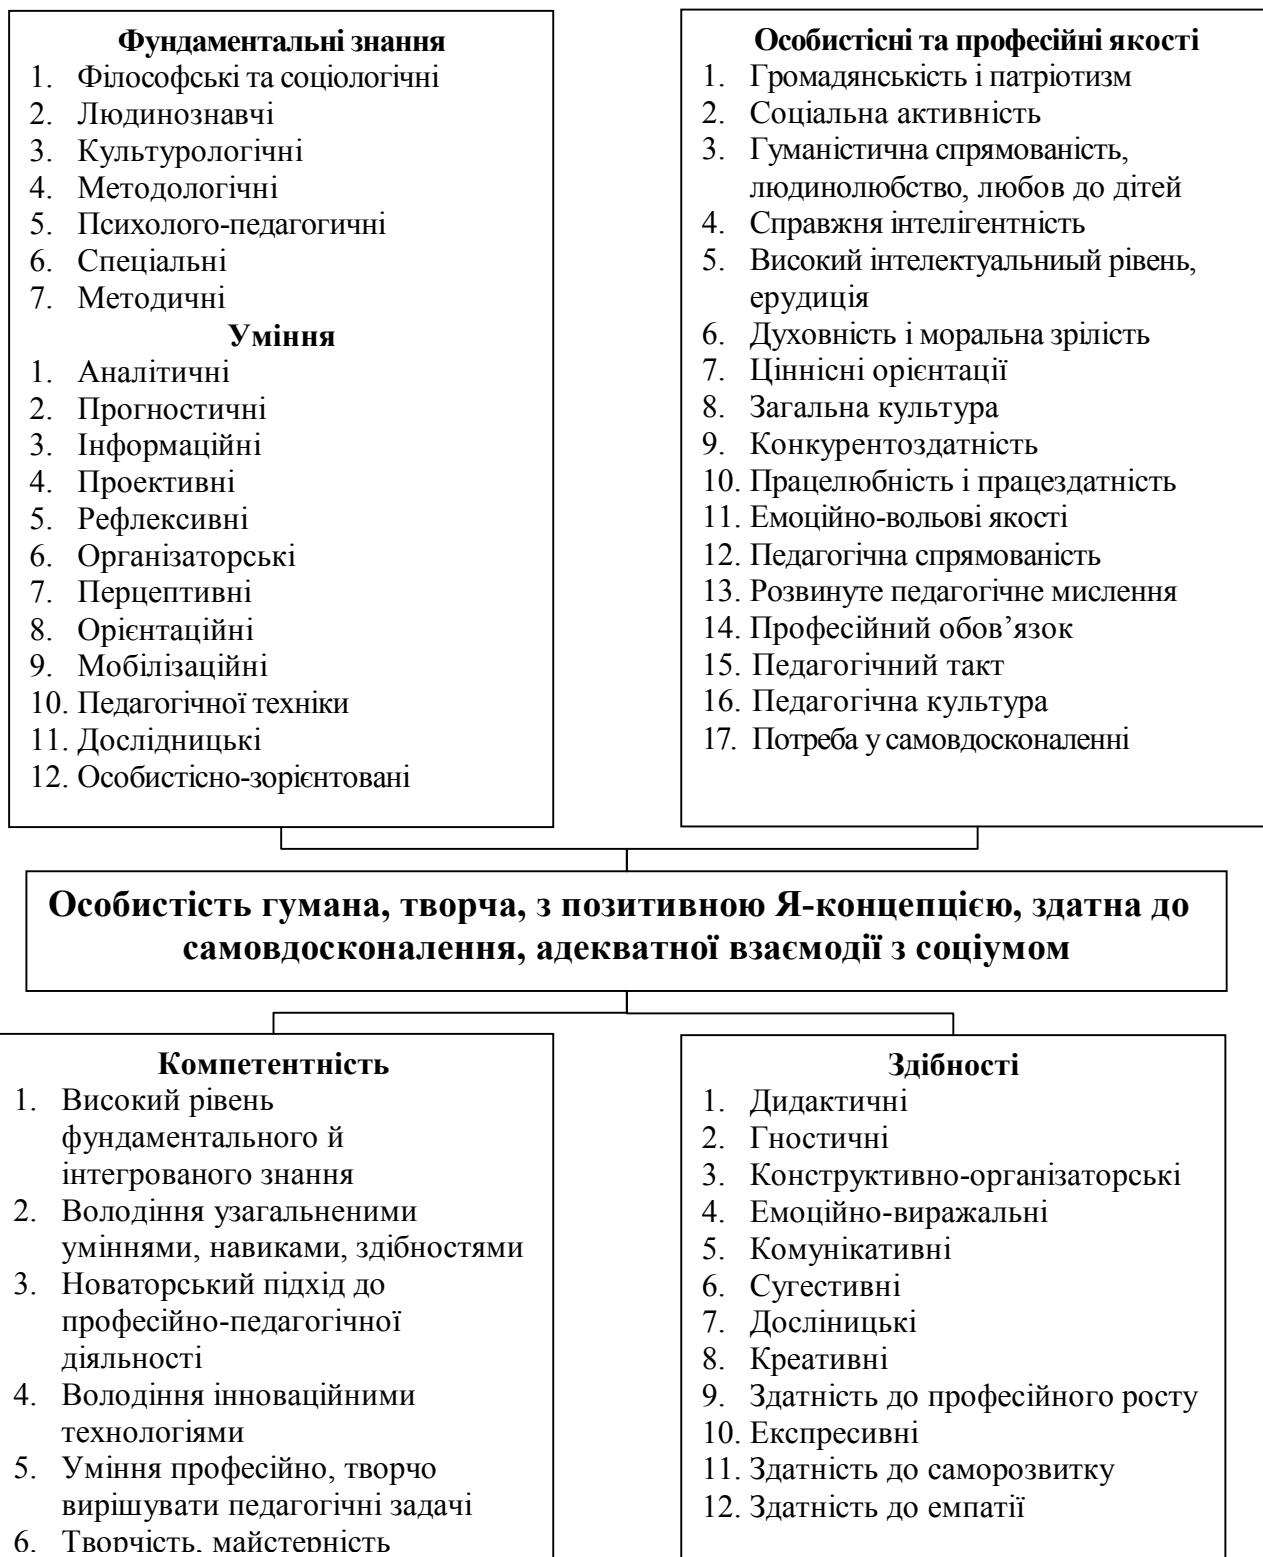 Фундаментальні знання
1. Філософські та соціологічні
2. Людинознавчі
3. Культурологічні
4. Методологічні
5. Психолого-педагогичні
6. Спеціальні
7. Методичні
Уміння
1. Аналітичні
2. Прогностичні
3. Інформаційні
4. Проективні
5. Рефлексивні
6. Організаторські
7. Перцептивні
8. Орієнтаційні
9. Мобілізаційні
10. Педагогічної техніки
11. Дослідницькі
12. Особистісно-зорієнтовані
Особистісні та професійні якості
1. Громадянськість і патріотизм
2. Соціальна активність
3. Гуманістична спрямованість,
людинолюбство, любов до дітей
4. Справжня інтелігентність
5. Високий інтелектуальниый рівень,
ерудиція
6. Духовність і моральна зрілість
7. Ціннісні орієнтації
8. Загальна культура
9. Конкурентоздатність
10. Працелюбність і працездатність
11. Емоційно-вольові якості
12. Педагогічна спрямованість
13. Розвинуте педагогічне мислення
14. Професійний обов’язок
15. Педагогічний такт
16. Педагогічна культура
17. Потреба у самовдосконаленні
Особистість гумана, творча, з позитивною Я-концепцією, здатна до
самовдосконалення, адекватної взаємодії з соціумом
Компетентність
1. Високий рівень
фундаментального й
інтегрованого знання
2. Володіння узагальненими
уміннями, навиками, здібностями
3. Новаторський підхід до
професійно-педагогічної
діяльності
4. Володіння інноваційними
технологіями
5. Уміння професійно, творчо
вирішувати педагогічні задачі
6. Творчість, майстерність
Здібності
1. Дидактичні
2. Гностичні
3. Конструктивно-організаторські
4. Емоційно-виражальні
5. Комунікативні
6. Сугестивні
7. Досліницькі
8. Креативні
9. Здатність до професійного росту
10. Експресивні
11. Здатність до саморозвитку
12. Здатність до емпатії